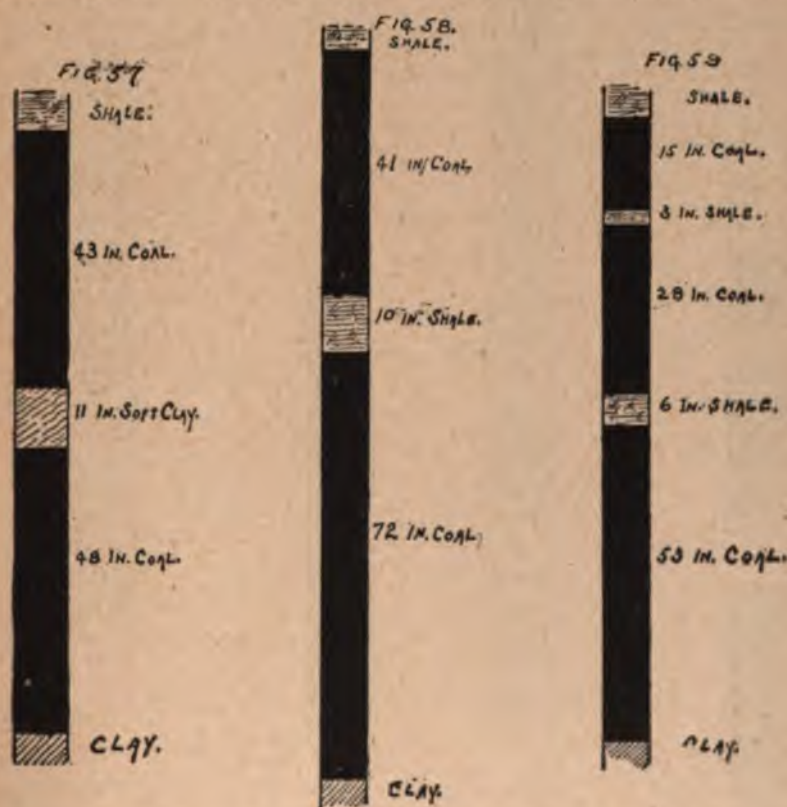 FIG. 57
SHALE.
43 IN. COAL.
11 IN. SOFT CLAY.
48 IN. COAL.
CLAY.
FIG. 58.
SHALE.
41 IN. COAL
10 IN. SHALE.
72 IN. COAL
CLAY.
FIG 59
SHALE.
15 IN. COAL.
3 IN. SHALE.
28 IN. COAL.
6 IN. SHALE.
53 IN. COAL.
CLAY.